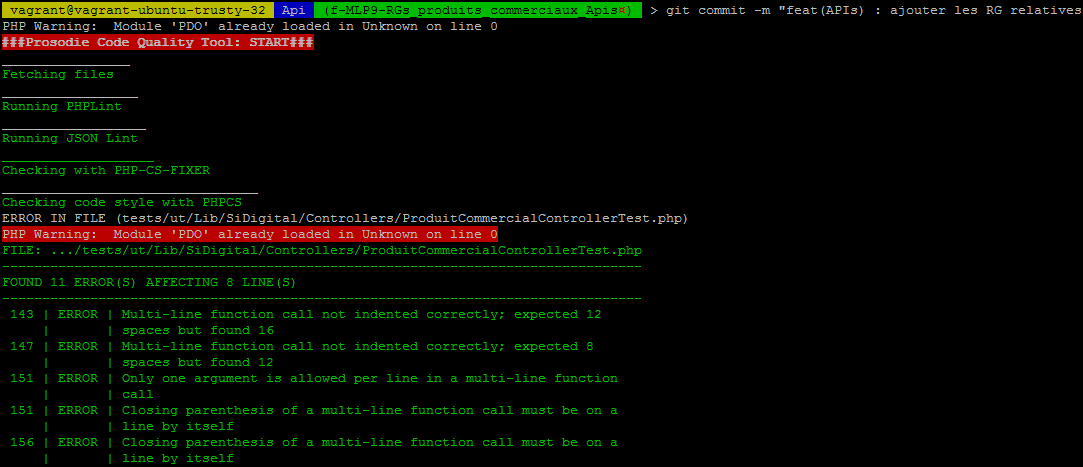 vagrant@vagrant-ubuntu-trusty-32 Api (f-MLP9-RGs_produits_commerciaux_Apis¤) > git commit -m "feat(APIs) : ajouter les RG relatives
PHP Warning:  Module 'PDO' already loaded in Unknown on line 0
###Prosodie Code Quality Tool: START###
________________
Fetching files
_________________
Running PHPLint
__________________
Running JSON Lint
___________________
Checking with PHP-CS-FIXER
________________________________
Checking code style with PHPCS
ERROR IN FILE (tests/ut/Lib/SiDigital/Controllers/ProduitCommercialControllerTest.php)
PHP Warning:  Module 'PDO' already loaded in Unknown on line 0
FILE: .../tests/ut/Lib/SiDigital/Controllers/ProduitCommercialControllerTest.php
--------------------------------------------------------------------------------
FOUND 11 ERROR(S) AFFECTING 8 LINE(S)
--------------------------------------------------------------------------------
 143 | ERROR | Multi-line function call not indented correctly; expected 12
     |       | spaces but found 16
 147 | ERROR | Multi-line function call not indented correctly; expected 8
     |       | spaces but found 12
 151 | ERROR | Only one argument is allowed per line in a multi-line function
     |       | call
 151 | ERROR | Closing parenthesis of a multi-line function call must be on a
     |       | line by itself
 156 | ERROR | Closing parenthesis of a multi-line function call must be on a
     |       | line by itself